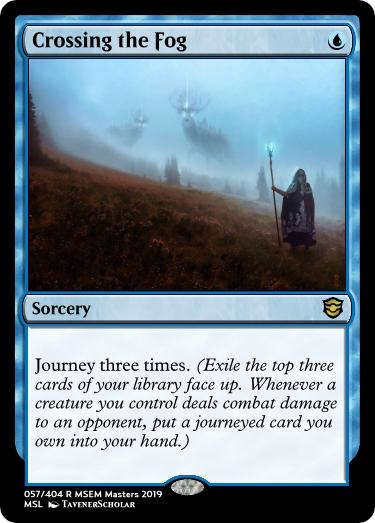 Crossing the Fog
Sorcery
Journey three times. (Exile the top three
cards of your library face up. Whenever a
creature you control deals combat damage
to an opponent, put a journeyed card you
own into your hand.)
057/404 R MSEM Masters 2019
MSL TavenerScholar